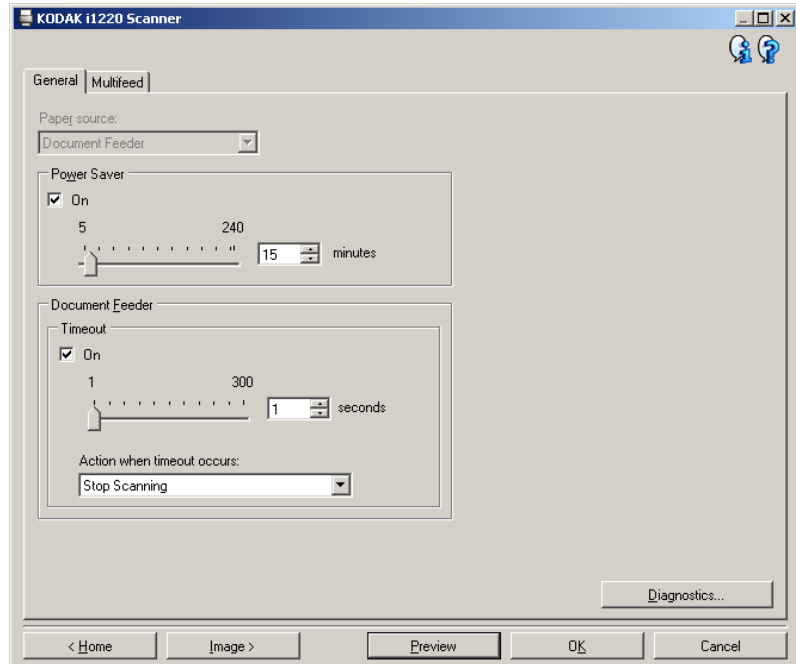 KODAK i1220 Scanner
General Multifeed
Paper source:
Document Feeder
Power Saver
On
5 240
15 minutes
Document Feeder
Timeout
On
1 300
1 seconds
Action when timeout occurs:
Stop Scanning
Diagnostics...
< Home Image > Preview OK Cancel